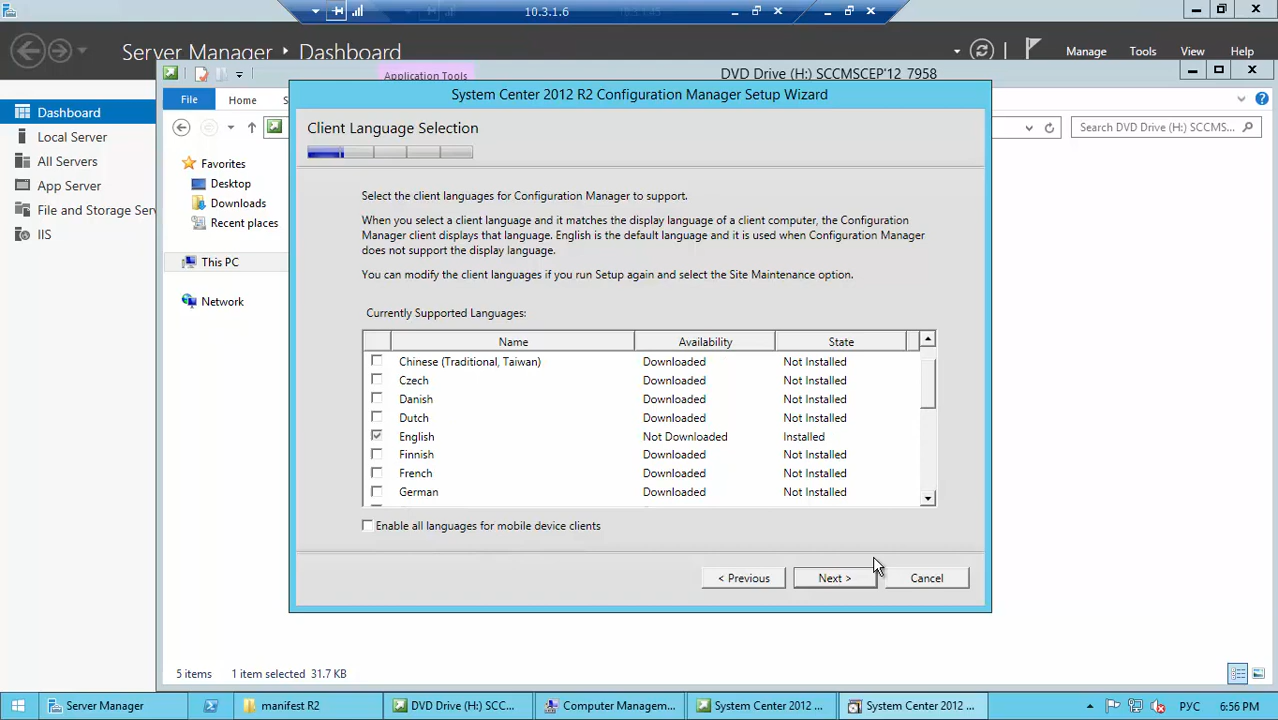 10.3.1.6
Server Manager
Dashboard
Manage
Tools
View
Help
Application Tools
DVD Drive (H:) SCCMSCEP'12_7958
File
Home
S
Search DVD Drive (H:) SCCMS...
Dashboard
Local Server
All Servers
App Server
File and Storage Serv
IIS
Favorites
Desktop
Downloads
Recent places
This PC
Network
System Center 2012 R2 Configuration Manager Setup Wizard
Client Language Selection
Select the client languages for Configuration Manager to support.
When you select a client language and it matches the display language of a client computer, the Configuration
Manager client displays that language. English is the default language and it is used when Configuration Manager
does not support the display language.
You can modify the client languages if you run Setup again and select the Site Maintenance option.
Currently Supported Languages:
Name Availability State
Chinese (Traditional, Taiwan) Downloaded Not Installed
Czech Downloaded Not Installed
Danish Downloaded Not Installed
Dutch Downloaded Not Installed
English Not Downloaded Installed
Finnish Downloaded Not Installed
French Downloaded Not Installed
German Downloaded Not Installed
Enable all languages for mobile device clients
< Previous
Next >
Cancel
5 items 1 item selected 31.7 KB
Server Manager
manifest R2
DVD Drive (H:) SCC...
Computer Managem...
System Center 2012 ...
System Center 2012 ...
РУС
6:56 PM